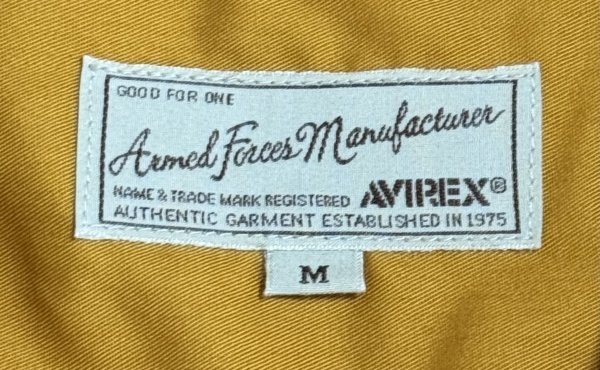 GOOD FOR ONE
Armed Forces Manufacturer
NAME & TRADE MARK REGISTERED AVIREX®
AUTHENTIC GARMENT ESTABLISHED IN 1975
M